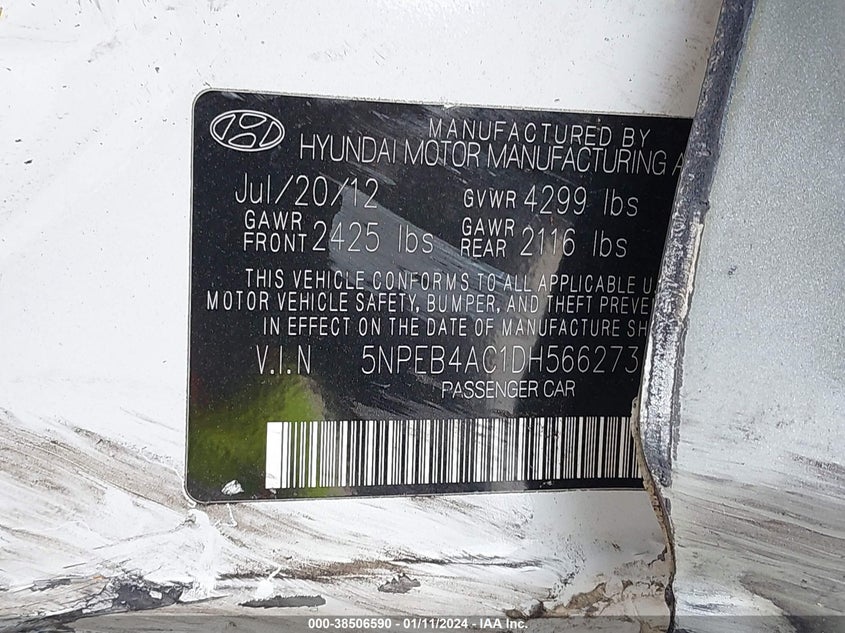 MANUFACTURED BY
HYUNDAI MOTOR MANUFACTURING A
Jul/20/12 GVWR 4299 lbs
GAWR FRONT 2425 lbs GAWR REAR 2116 lbs
THIS VEHICLE CONFORMS TO ALL APPLICABLE U
MOTOR VEHICLE SAFETY, BUMPER, AND THEFT PREVE
IN EFFECT ON THE DATE OF MANUFACTURE SH
V.I.N 5NPEB4AC1DH566273
PASSENGER CAR
000-38506590 - 01/11/2024 - IAA Inc.